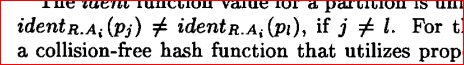 The ident function value for a partition is
ident_{R.A_i}(p_j) ≠ ident_{R.A_i}(p_l), if j ≠ l. For
a collision-free hash function that utilizes